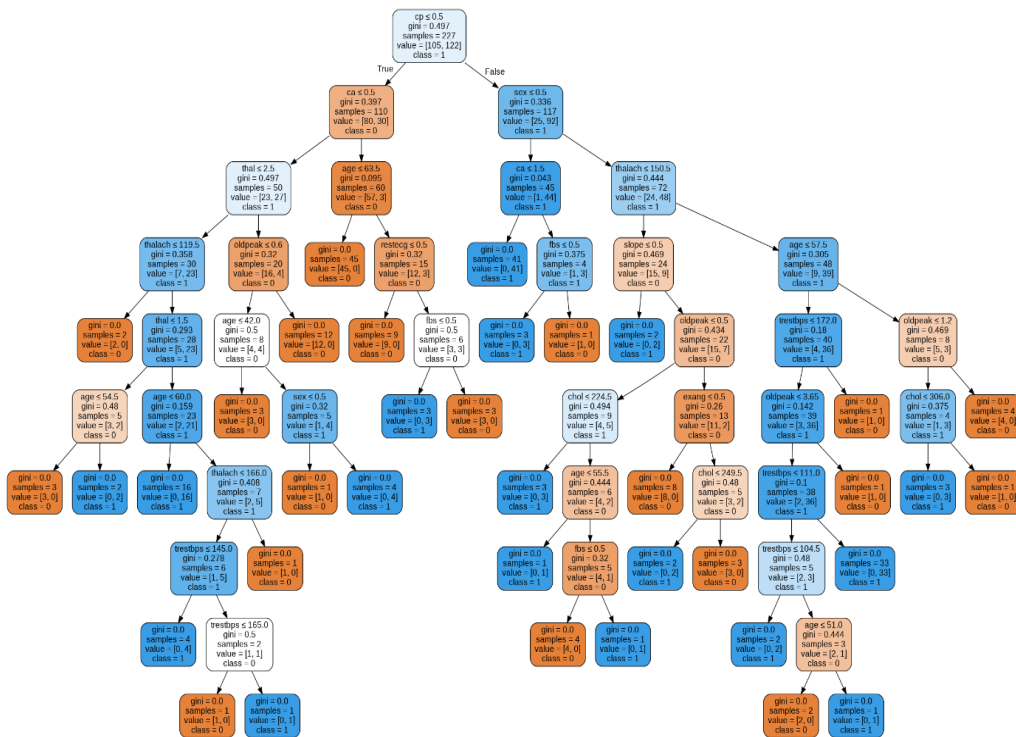 cp ≤ 0.5
gini = 0.497
samples = 227
value = [105, 122]
class = 1
True
False
ca ≤ 0.5
gini = 0.397
samples = 110
value = [80, 30]
class = 0
sex ≤ 0.5
gini = 0.336
samples = 117
value = [25, 92]
class = 1
thal ≤ 2.5
gini = 0.497
samples = 50
value = [23, 27]
class = 1
age ≤ 63.5
gini = 0.095
samples = 60
value = [57, 3]
class = 0
ca ≤ 1.5
gini = 0.043
samples = 45
value = [1, 44]
class = 1
thalach ≤ 150.5
gini = 0.444
samples = 72
value = [24, 48]
class = 1
thalach ≤ 119.5
gini = 0.358
samples = 30
value = [7, 23]
class = 1
oldpeak ≤ 0.6
gini = 0.32
samples = 20
value = [16, 4]
class = 0
gini = 0.0
samples = 45
value = [45, 0]
class = 0
restecg ≤ 0.5
gini = 0.32
samples = 15
value = [12, 3]
class = 0
gini = 0.0
samples = 41
value = [0, 41]
class = 1
fbs ≤ 0.5
gini = 0.375
samples = 4
value = [1, 3]
class = 1
slope ≤ 0.5
gini = 0.469
samples = 24
value = [15, 9]
class = 0
age ≤ 57.5
gini = 0.305
samples = 48
value = [9, 39]
class = 1
gini = 0.0
samples = 2
value = [2, 0]
class = 0
thal ≤ 1.5
gini = 0.293
samples = 28
value = [5, 23]
class = 1
age ≤ 42.0
gini = 0.5
samples = 8
value = [4, 4]
class = 0
gini = 0.0
samples = 12
value = [12, 0]
class = 0
gini = 0.0
samples = 9
value = [9, 0]
class = 0
fbs ≤ 0.5
gini = 0.5
samples = 6
value = [3, 3]
class = 0
gini = 0.0
samples = 3
value = [0, 3]
class = 1
gini = 0.0
samples = 1
value = [1, 0]
class = 0
gini = 0.0
samples = 2
value = [0, 2]
class = 1
oldpeak ≤ 0.5
gini = 0.434
samples = 22
value = [15, 7]
class = 0
trestbps ≤ 172.0
gini = 0.18
samples = 40
value = [4, 36]
class = 1
oldpeak ≤ 1.2
gini = 0.469
samples = 8
value = [5, 3]
class = 0
age ≤ 54.5
gini = 0.48
samples = 5
value = [3, 2]
class = 0
age ≤ 60.0
gini = 0.159
samples = 23
value = [2, 21]
class = 1
gini = 0.0
samples = 3
value = [3, 0]
class = 0
sex ≤ 0.5
gini = 0.32
samples = 5
value = [1, 4]
class = 1
gini = 0.0
samples = 3
value = [0, 3]
class = 1
gini = 0.0
samples = 3
value = [3, 0]
class = 0
chol ≤ 224.5
gini = 0.494
samples = 9
value = [4, 5]
class = 1
exang ≤ 0.5
gini = 0.26
samples = 13
value = [11, 2]
class = 0
oldpeak ≤ 3.65
gini = 0.142
samples = 39
value = [3, 36]
class = 1
gini = 0.0
samples = 1
value = [1, 0]
class = 0
chol ≤ 306.0
gini = 0.375
samples = 4
value = [1, 3]
class = 1
gini = 0.0
samples = 4
value = [4, 0]
class = 0
gini = 0.0
samples = 3
value = [3, 0]
class = 0
gini = 0.0
samples = 2
value = [0, 2]
class = 1
gini = 0.0
samples = 16
value = [0, 16]
class = 1
thalach ≤ 166.0
gini = 0.408
samples = 7
value = [2, 5]
class = 1
gini = 0.0
samples = 1
value = [1, 0]
class = 0
gini = 0.0
samples = 4
value = [0, 4]
class = 1
gini = 0.0
samples = 3
value = [0, 3]
class = 1
age ≤ 55.5
gini = 0.444
samples = 6
value = [4, 2]
class = 0
gini = 0.0
samples = 8
value = [8, 0]
class = 0
chol ≤ 249.5
gini = 0.48
samples = 5
value = [3, 2]
class = 0
trestbps ≤ 111.0
gini = 0.1
samples = 38
value = [2, 36]
class = 1
gini = 0.0
samples = 1
value = [1, 0]
class = 0
gini = 0.0
samples = 3
value = [0, 3]
class = 1
gini = 0.0
samples = 1
value = [1, 0]
class = 0
trestbps ≤ 145.0
gini = 0.278
samples = 6
value = [1, 5]
class = 1
gini = 0.0
samples = 1
value = [1, 0]
class = 0
gini = 0.0
samples = 1
value = [0, 1]
class = 1
fbs ≤ 0.5
gini = 0.32
samples = 5
value = [4, 1]
class = 0
gini = 0.0
samples = 2
value = [0, 2]
class = 1
gini = 0.0
samples = 3
value = [3, 0]
class = 0
trestbps ≤ 104.5
gini = 0.48
samples = 5
value = [2, 3]
class = 1
gini = 0.0
samples = 33
value = [0, 33]
class = 1
gini = 0.0
samples = 4
value = [0, 4]
class = 1
trestbps ≤ 165.0
gini = 0.5
samples = 2
value = [1, 1]
class = 0
gini = 0.0
samples = 4
value = [4, 0]
class = 0
gini = 0.0
samples = 1
value = [0, 1]
class = 1
gini = 0.0
samples = 2
value = [0, 2]
class = 1
age ≤ 51.0
gini = 0.444
samples = 3
value = [2, 1]
class = 0
gini = 0.0
samples = 1
value = [1, 0]
class = 0
gini = 0.0
samples = 1
value = [0, 1]
class = 1
gini = 0.0
samples = 2
value = [2, 0]
class = 0
gini = 0.0
samples = 1
value = [0, 1]
class = 1